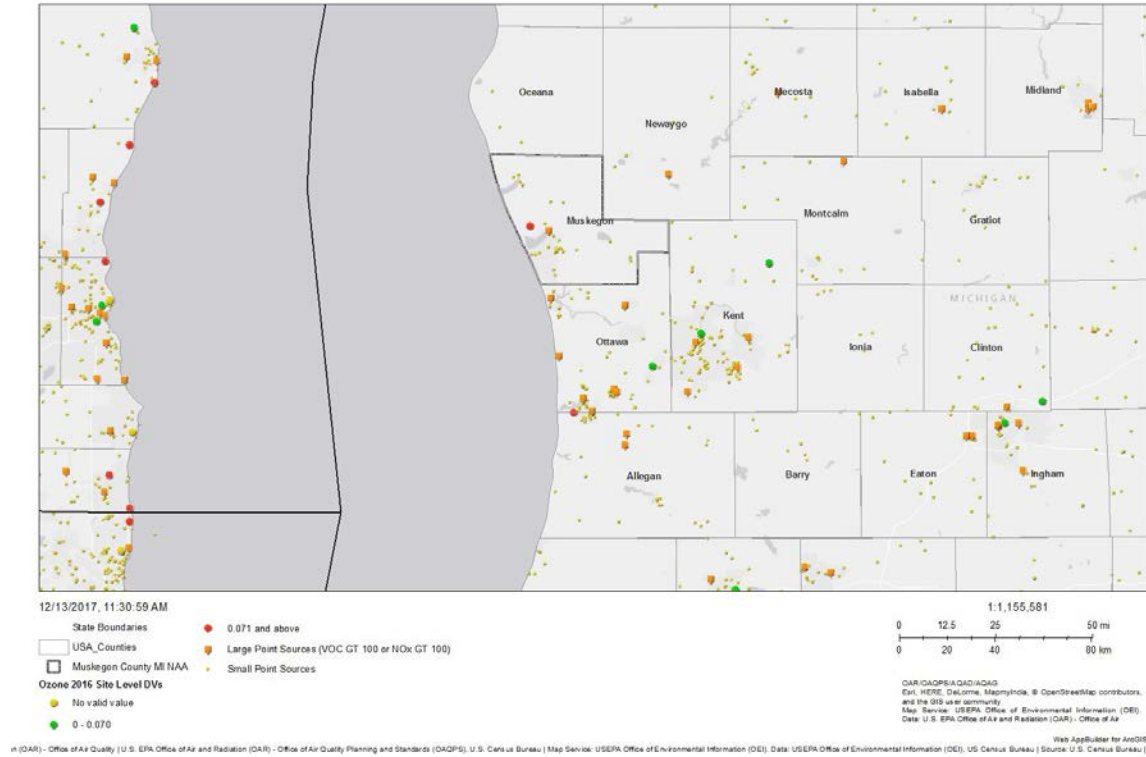 Oceana
Newaygo
Mecosta
Isabella
Midland
Muskegon
Montcalm
Gratiot
MICHIGAN
Ottawa
Kent
Ionia
Clinton
Allegan
Barry
Eaton
Ingham
12/13/2017, 11:30:59 AM
State Boundaries
USA_Counties
Muskegon County MI NAA
Ozone 2016 Site Level DVs
No valid value
0 - 0.070
0.071 and above
Large Point Sources (VOC GT 100 or NOx GT 100)
Small Point Sources
1:1,155,581
0 12.5 25 50 mi
0 20 40 80 km
OAR/OAQPS/AQAD/AQAG
Esri, HERE, DeLorme, MapmyIndia, © OpenStreetMap contributors,
and the GIS user community
Map Service: USEPA Office of Environmental Information (OEI).
Data: U.S. EPA Office of Air and Radiation (OAR) - Office of Air
Web AppBuilder for ArcGIS
(OAR) - Office of Air Quality | U.S. EPA Office of Air and Radiation (OAR) - Office of Air Quality Planning and Standards (OAQPS). U.S. Census Bureau | Map Service: USEPA Office of Environmental Information (OEI). Data: USEPA Office of Environmental Information (OEI), US Census Bureau | Source: U.S. Census Bureau |